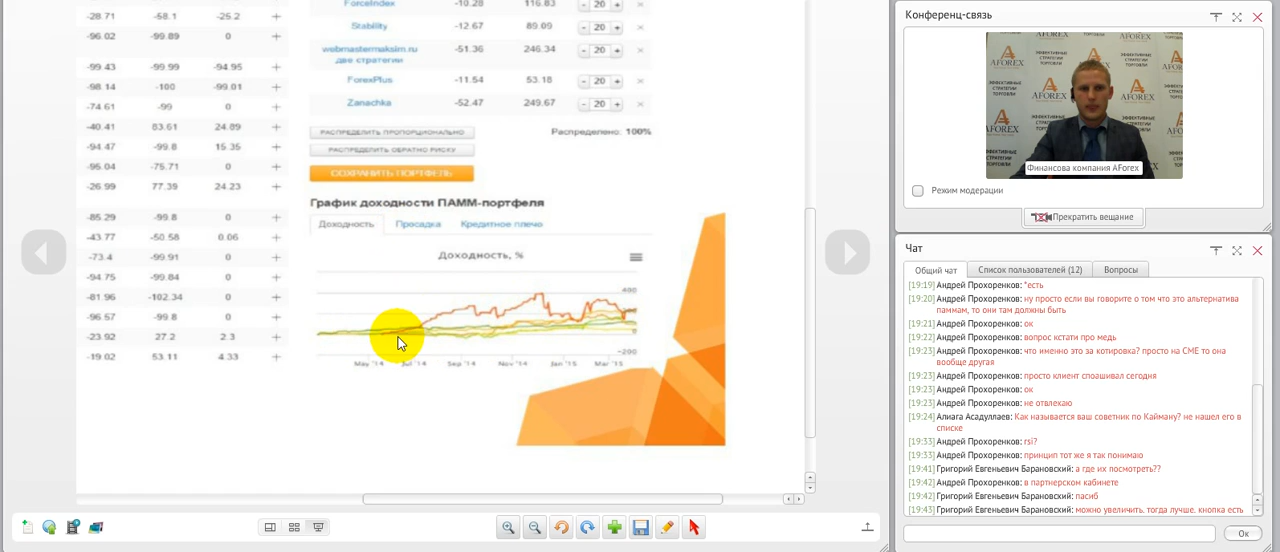 -28.71 -58.1 -25.2 +
-96.02 -99.89 0 +
-99.43 -99.99 -94.95 +
-98.14 -100 -99.01 +
-74.61 -99 0 +
-40.41 83.61 24.89 +
-94.47 -99.8 15.35 +
-95.04 -75.71 0 +
-26.99 77.39 24.23 +
-85.29 -99.8 0 +
-43.77 -50.58 0.06 +
-73.4 -99.91 0 +
-94.75 -99.84 0 +
-81.96 -102.34 0 +
-96.57 -99.8 0 +
-23.92 27.2 2.3 +
-19.02 53.11 4.33 +
ForceIndex -10.28 116.83 - 20 + ×
Stability -12.67 89.09 - 20 + ×
webmastermaksim.ru
две стратегии -51.36 246.34 - 20 + ×
ForexPlus -11.54 53.18 - 20 + ×
Zanachka -52.47 249.67 - 20 + ×
РАСПРЕДЕЛИТЬ ПРОПОРЦИОНАЛЬНО Распределено: 100%
РАСПРЕДЕЛИТЬ ОБРАТНО РИСКУ
СОХРАНИТЬ ПОРТФЕЛЬ
График доходности ПАММ-портфеля
Доходность Просадка Кредитное плечо
Доходность, %
400
0
-200
May '14 Jul '14 Sep '14 Nov '14 Jan '15 Mar '15
Конференц-связь
AFOREX
ЭФФЕКТИВНЫЕ
СТРАТЕГИИ
ТОРГОВЛИ
Финансова компания AForex
Режим модерации
Прекратить вещание
Чат
Общий чат Список пользователей (12) Вопросы
[19:19] Андрей Прохоренков: *есть
[19:20] Андрей Прохоренков: ну просто если вы говорите о том что это альтернатива
паммам, то они там должны быть
[19:21] Андрей Прохоренков: ок
[19:22] Андрей Прохоренков: вопрос кстати про медь
[19:23] Андрей Прохоренков: что именно это за котировка? просто на CME то она
вообще другая
[19:23] Андрей Прохоренков: просто клиент споашивал сегодня
[19:23] Андрей Прохоренков: ок
[19:23] Андрей Прохоренков: не отвлекаю
[19:24] Алиага Асадуллаев: Как называется ваш советник по Кайману? не нашел его в
списке
[19:33] Андрей Прохоренков: rsi?
[19:33] Андрей Прохоренков: принцип тот же я так понимаю
[19:41] Григорий Евгеньевич Барановский: а где их посмотреть??
[19:42] Андрей Прохоренков: в партнерском кабинете
[19:42] Григорий Евгеньевич Барановский: пасиб
[19:43] Григорий Евгеньевич Барановский: можно увеличить. тогда лучше. кнопка есть
Ок